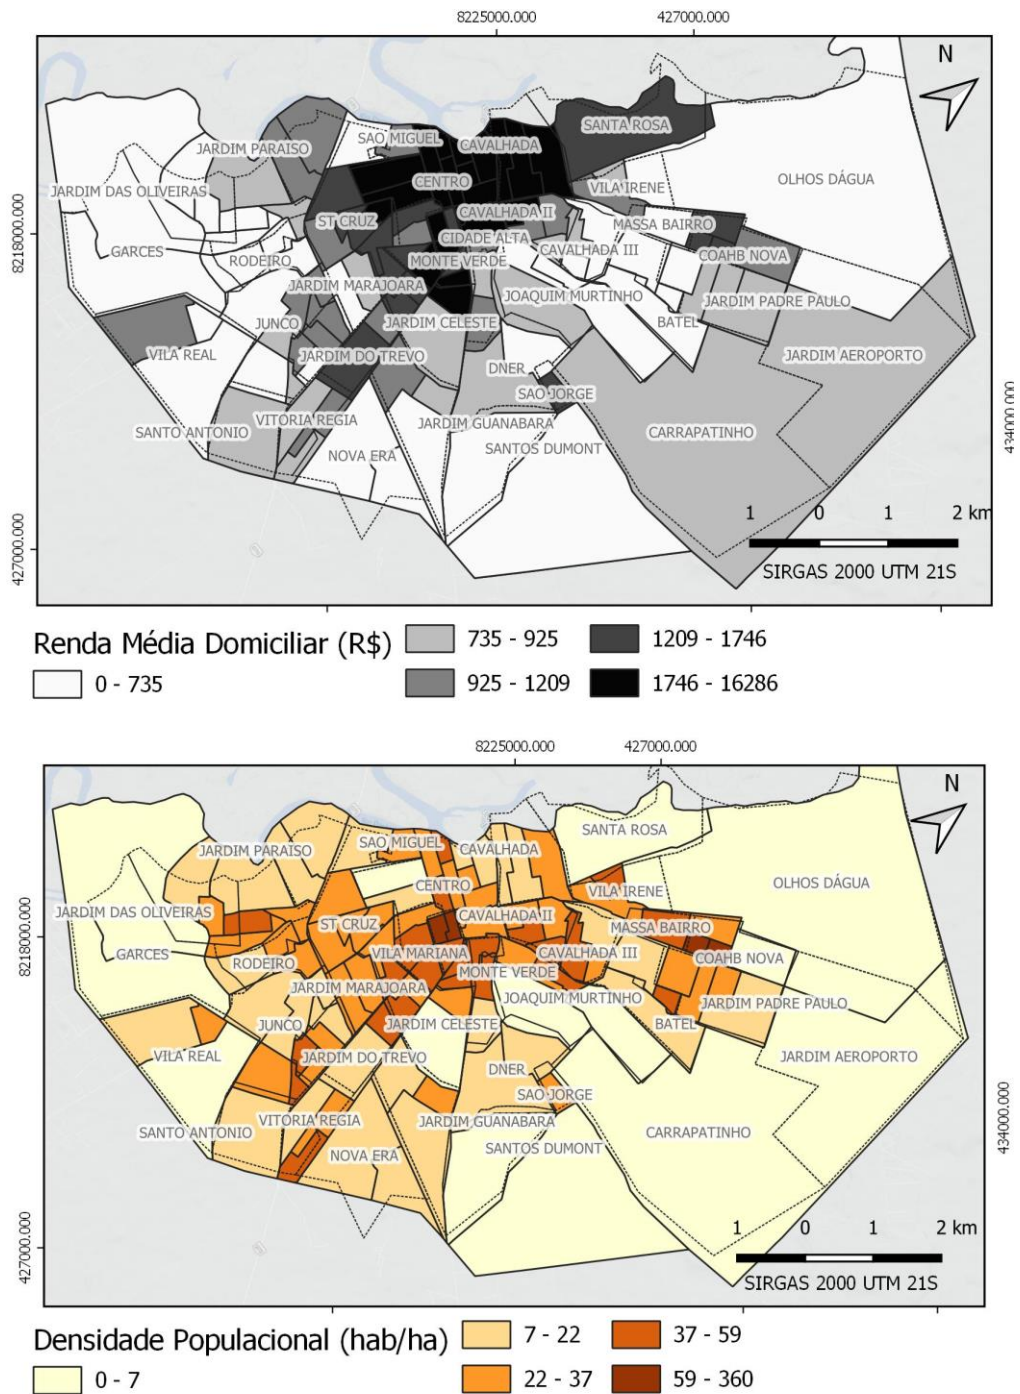 8225000.000 427000.000
N
SANTA ROSA
SAO MIGUEL
CAVALHADA
JARDIM PARAISO
OLHOS DÁGUA
CENTRO
VILA IRENE
JARDIM DAS OLIVEIRAS
ST CRUZ
CAVALHADA II
MASSA BAIRRO
8218000.000
CIDADE ALTA
GARCES
CAVALHADA III
COAHB NOVA
RODEIRO
MONTE VERDE
JARDIM MARAJOARA
JOAQUIM MURTINHO
JARDIM PADRE PAULO
JUNCO
JARDIM CELESTE
BATEL
VILA REAL
JARDIM DO TREVO
JARDIM AEROPORTO
DNER
SAO JORGE
VITORIA REGIA
JARDIM GUANABARA
SANTO ANTONIO
CARRAPATINHO
434000.000
NOVA ERA
SANTOS DUMONT
1 0 1 2 km
427000.000
SIRGAS 2000 UTM 21S
Renda Média Domiciliar (R$)
0 - 735
735 - 925
925 - 1209
1209 - 1746
1746 - 16286
8225000.000 427000.000
N
SANTA ROSA
SAO MIGUEL
CAVALHADA
JARDIM PARAISO
OLHOS DÁGUA
CENTRO
VILA IRENE
JARDIM DAS OLIVEIRAS
ST CRUZ
CAVALHADA II
MASSA BAIRRO
8218000.000
GARCES
VILA MARIANA
CAVALHADA III
COAHB NOVA
RODEIRO
MONTE VERDE
JARDIM MARAJOARA
JOAQUIM MURTINHO
JARDIM PADRE PAULO
JUNCO
JARDIM CELESTE
BATEL
VILA REAL
JARDIM DO TREVO
JARDIM AEROPORTO
DNER
SAO JORGE
VITORIA REGIA
JARDIM GUANABARA
SANTO ANTONIO
CARRAPATINHO
434000.000
NOVA ERA
SANTOS DUMONT
1 0 1 2 km
427000.000
SIRGAS 2000 UTM 21S
Densidade Populacional (hab/ha)
0 - 7
7 - 22
22 - 37
37 - 59
59 - 360